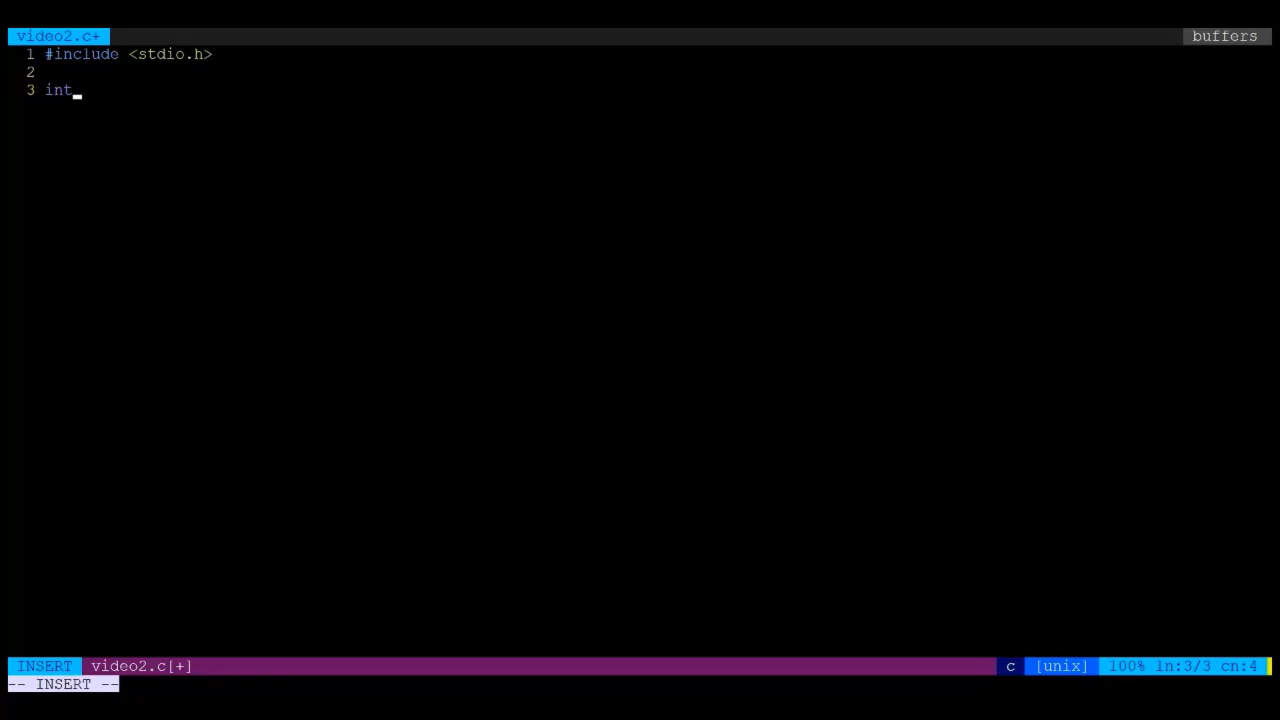 video2.c+ buffers
1 #include <stdio.h>
2
3 int
INSERT video2.c[+] c [unix] 100% ln:3/3 cn:4
-- INSERT --